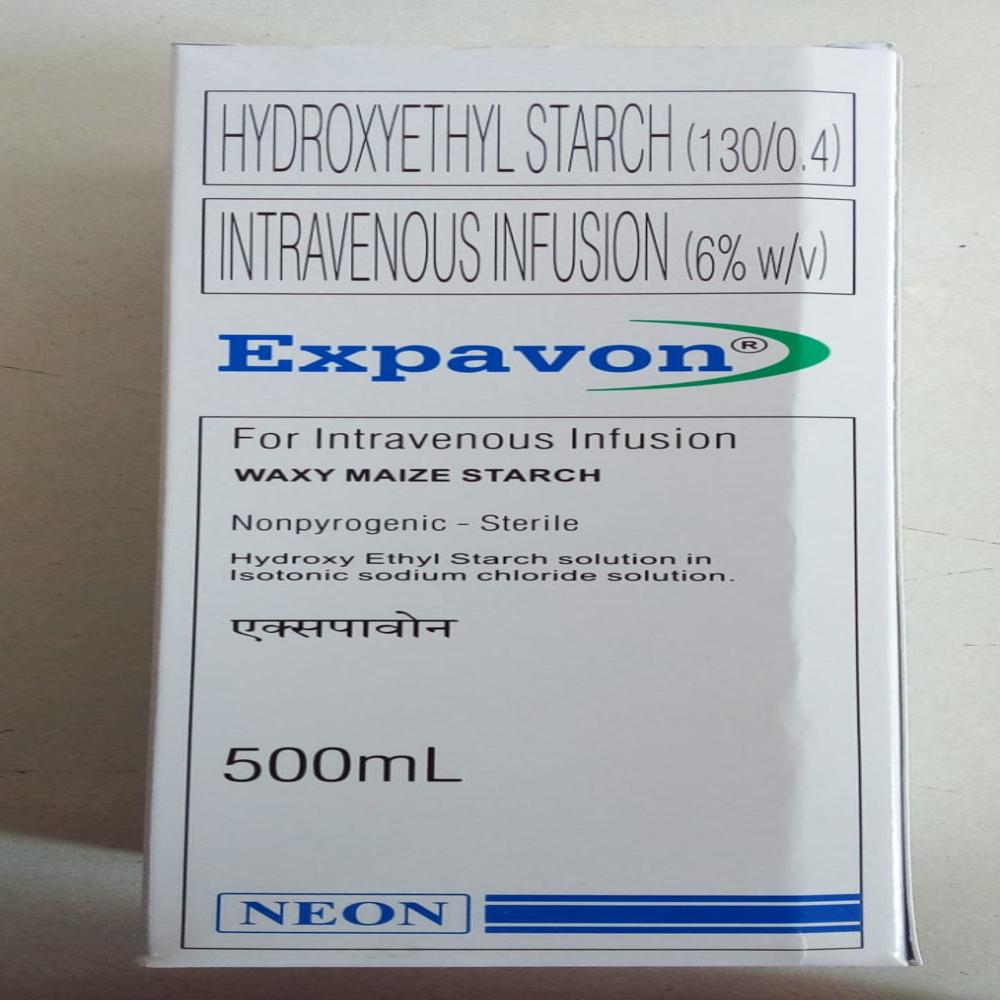 HYDROXYETHYL STARCH (130/0.4)
INTRAVENOUS INFUSION (6% w/v)
Expavon®
For Intravenous Infusion
WAXY MAIZE STARCH
Nonpyrogenic - Sterile
Hydroxy Ethyl Starch solution in
Isotonic sodium chloride solution.
एक्सपावोन
500mL
NEON